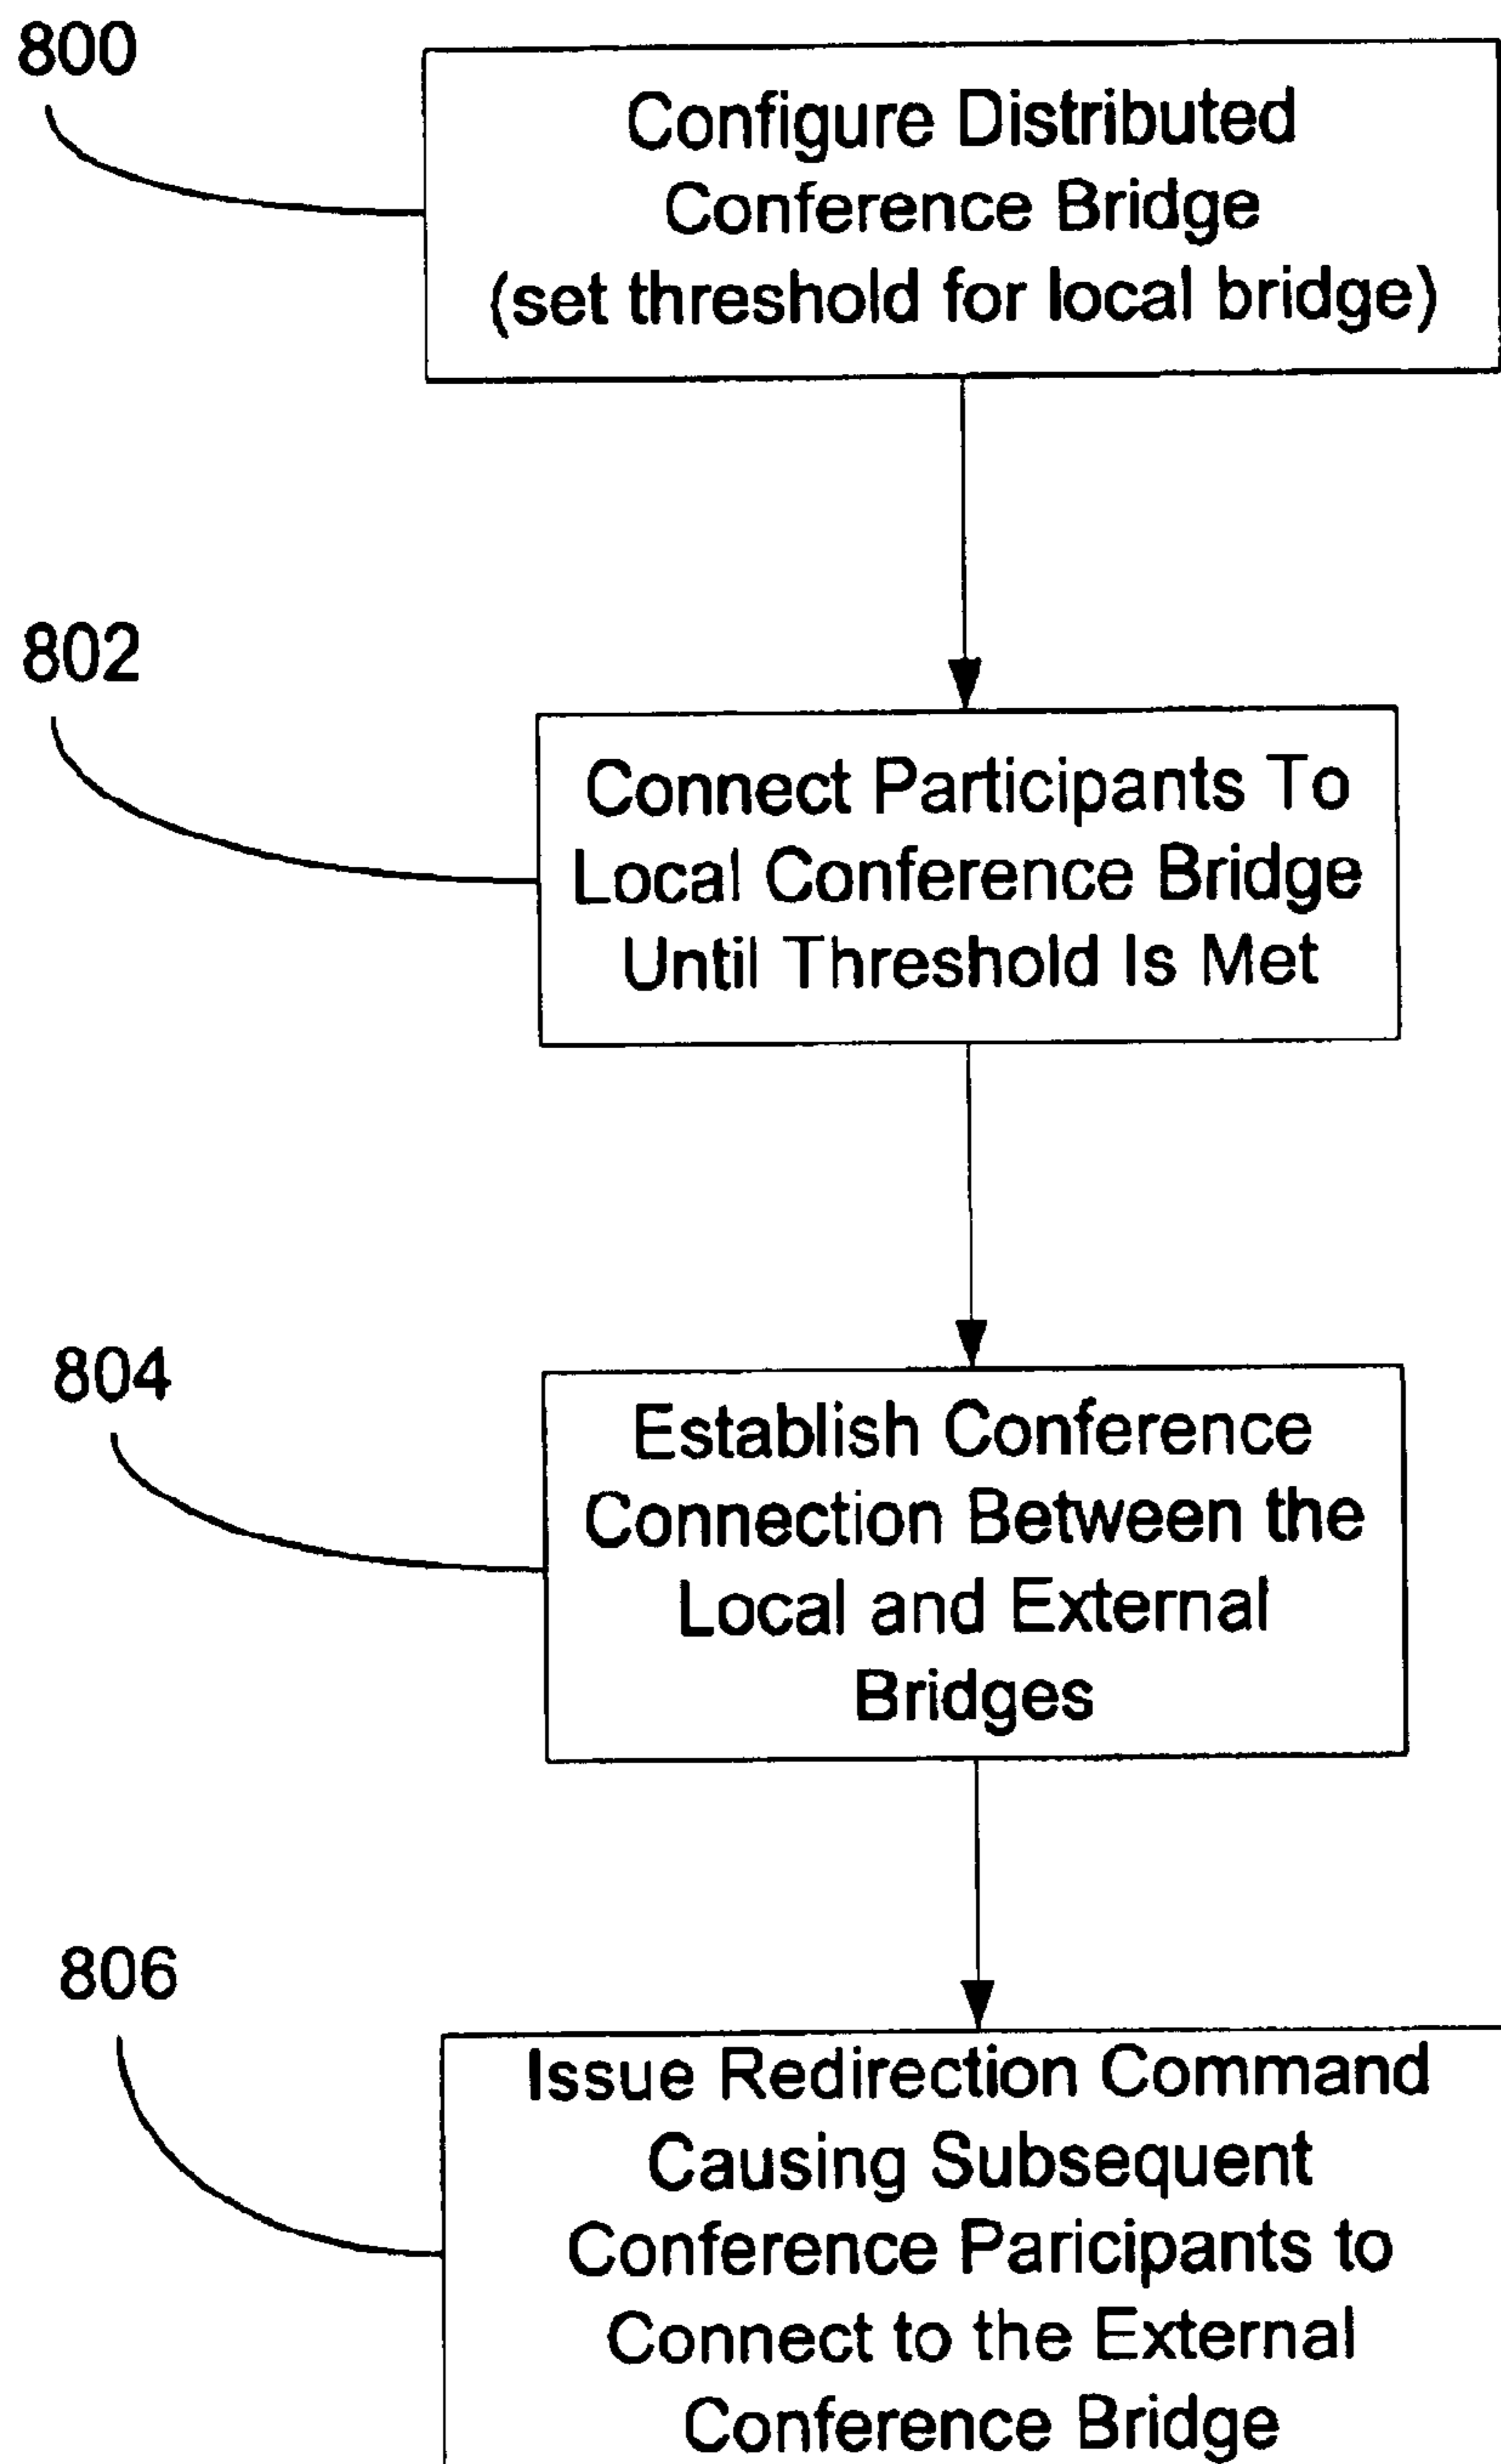 800
Configure Distributed
Conference Bridge
(set threshold for local bridge)
802
Connect Participants To
Local Conference Bridge
Until Threshold Is Met
804
Establish Conference
Connection Between the
Local and External
Bridges
806
Issue Redirection Command
Causing Subsequent
Conference Paricipants to
Connect to the External
Conference Bridge